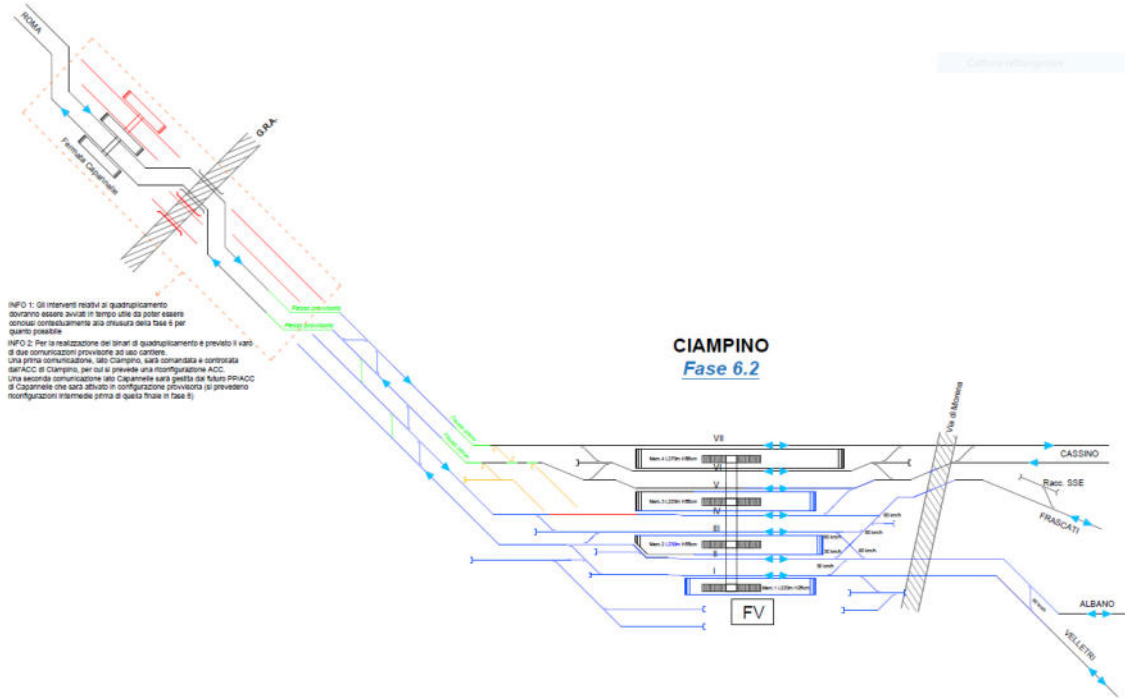 ROMA
Fermata Capannelle
G.R.A.
INFO 1: Gli interventi relativi al quadruplicamento
dovranno essere avviati in tempo utile da poter essere
conclusi contestualmente alla chiusura della fase 6 per
quanto possibile
INFO 2: Per la realizzazione dei binari di quadruplicamento è previsto il varo
di due comunicazioni provvisorie ad uso cantiere.
Una prima comunicazione, lato Ciampino, sarà comandata e controllata
dall'ACC di Ciampino, per cui si prevede una riconfigurazione ACC.
Una seconda comunicazione lato Capannelle sarà gestita dal futuro PP/ACC
di Capannelle che sarà attivato in configurazione provvisoria (si prevedono
riconfigurazioni intermedie prima di quella finale in fase 8)
CIAMPINO
Fase 6.2
Via di Morena
VII
CASSINO
VI
V
Racc. SSE
IV
FRASCATI
III
II
I
FV
ALBANO
VELLETRI